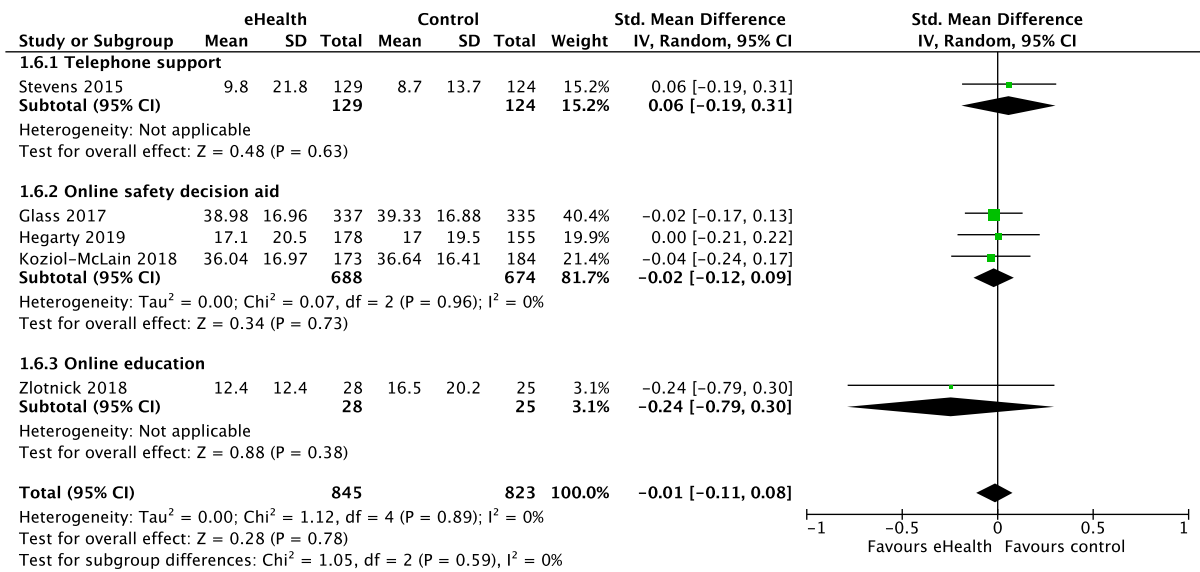 eHealth Control Std. Mean Difference Std. Mean Difference
Study or Subgroup Mean SD Total Mean SD Total Weight IV, Random, 95% CI IV, Random, 95% CI
1.6.1 Telephone support
Stevens 2015 9.8 21.8 129 8.7 13.7 124 15.2% 0.06 [-0.19, 0.31]
Subtotal (95% CI) 129 124 15.2% 0.06 [-0.19, 0.31]
Heterogeneity: Not applicable
Test for overall effect: Z = 0.48 (P = 0.63)
1.6.2 Online safety decision aid
Glass 2017 38.98 16.96 337 39.33 16.88 335 40.4% -0.02 [-0.17, 0.13]
Hegarty 2019 17.1 20.5 178 17 19.5 155 19.9% 0.00 [-0.21, 0.22]
Koziol-McLain 2018 36.04 16.97 173 36.64 16.41 184 21.4% -0.04 [-0.24, 0.17]
Subtotal (95% CI) 688 674 81.7% -0.02 [-0.12, 0.09]
Heterogeneity: Tau² = 0.00; Chi² = 0.07, df = 2 (P = 0.96); I² = 0%
Test for overall effect: Z = 0.34 (P = 0.73)
1.6.3 Online education
Zlotnick 2018 12.4 12.4 28 16.5 20.2 25 3.1% -0.24 [-0.79, 0.30]
Subtotal (95% CI) 28 25 3.1% -0.24 [-0.79, 0.30]
Heterogeneity: Not applicable
Test for overall effect: Z = 0.88 (P = 0.38)
Total (95% CI) 845 823 100.0% -0.01 [-0.11, 0.08]
Heterogeneity: Tau² = 0.00; Chi² = 1.12, df = 4 (P = 0.89); I² = 0%
Test for overall effect: Z = 0.28 (P = 0.78)
Test for subgroup differences: Chi² = 1.05, df = 2 (P = 0.59), I² = 0%
-1 -0.5 0 0.5 1
Favours eHealth Favours control